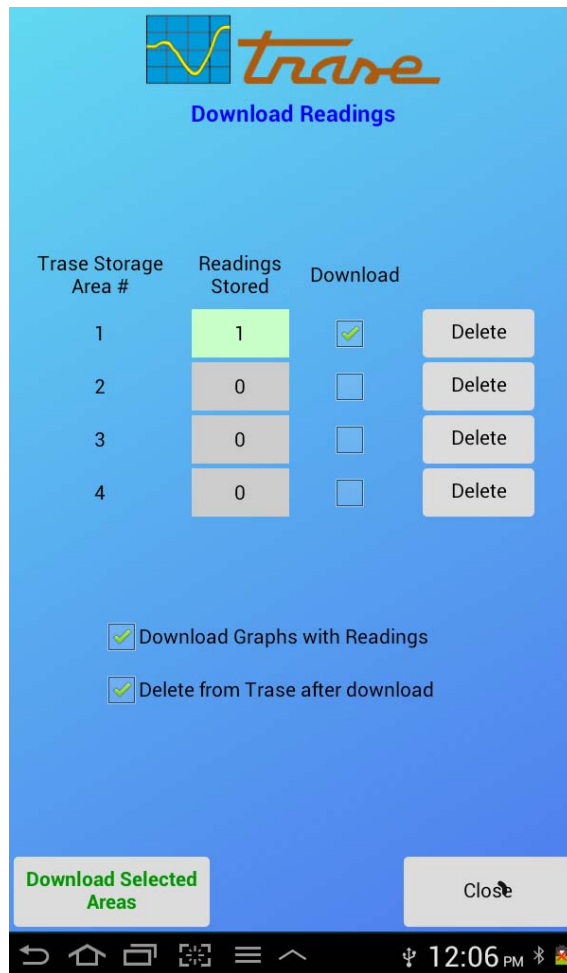 trase
Download Readings
Trase Storage Area # Readings Stored Download
1 1 Delete
2 0 Delete
3 0 Delete
4 0 Delete
Download Graphs with Readings
Delete from Trase after download
Download Selected Areas Close
12:06 PM